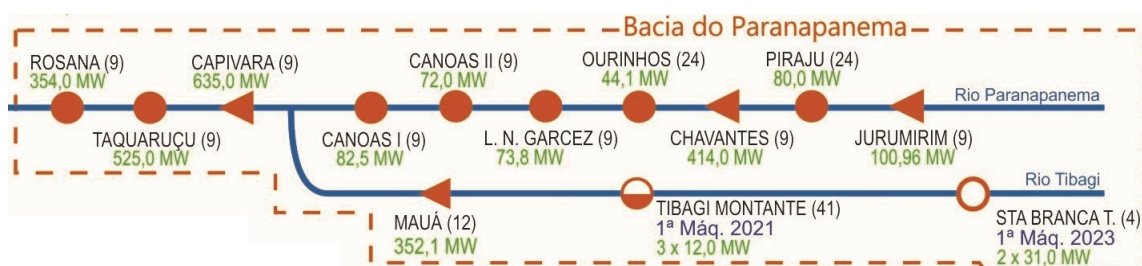 Bacia do Paranapanema
ROSANA (9)
354,0 MW
CAPIVARA (9)
635,0 MW
CANOAS II (9)
72,0 MW
OURINHOS (24)
44,1 MW
PIRAJU (24)
80,0 MW
Rio Paranapanema
TAQUARUÇU (9)
525,0 MW
CANOAS I (9)
82,5 MW
L. N. GARCEZ (9)
73,8 MW
CHAVANTES (9)
414,0 MW
JURUMIRIM (9)
100,96 MW
Rio Tibagi
MAUÁ (12)
352,1 MW
TIBAGI MONTANTE (41)
1ª Máq. 2021
3 x 12,0 MW
STA BRANCA T. (4)
1ª Máq. 2023
2 x 31,0 MW